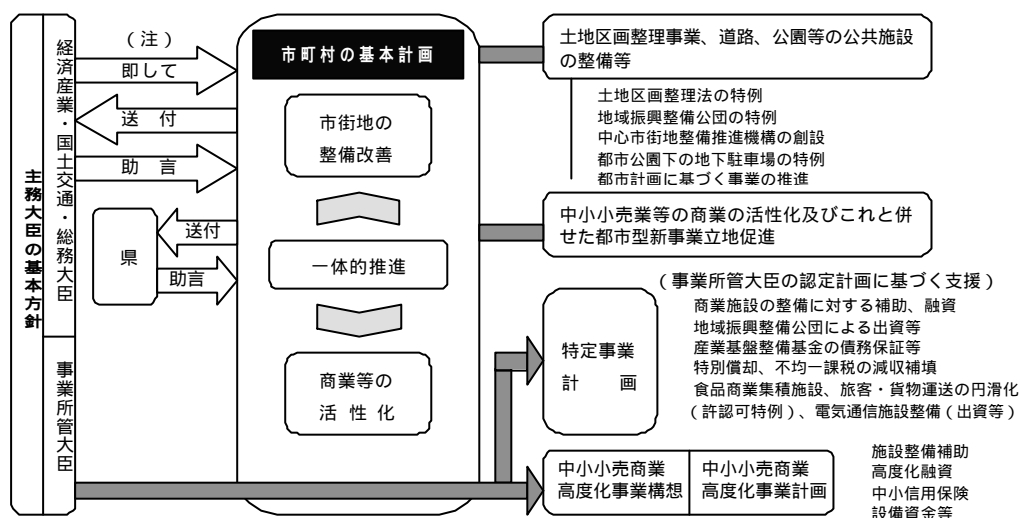 主務大臣の基本方針
経済産業・国土交通・総務大臣
事業所管大臣
（注）
即して
送　付
助　言
県
送付
助言
市町村の基本計画
市街地の
整備改善
一体的推進
商業等の
活 性 化
土地区画整理事業、道路、公園等の公共施設
の整備等
土地区画整理法の特例
地域振興整備公団の特例
中心市街地整備推進機構の創設
都市公園下の地下駐車場の特例
都市計画に基づく事業の推進
中小小売業等の商業の活性化及びこれと併
せた都市型新事業立地促進
（事業所管大臣の認定計画に基づく支援）
特定事業
計　　画
商業施設の整備に対する補助、融資
地域振興整備公団による出資等
産業基盤整備基金の債務保証等
特別償却、不均一課税の減収補填
食品商業集積施設、旅客・貨物運送の円滑化
（許認可特例）、電気通信施設整備（出資等）
中小小売商業
高度化事業構想
中小小売商業
高度化事業計画
施設整備補助
高度化融資
中小信用保険
設備資金等